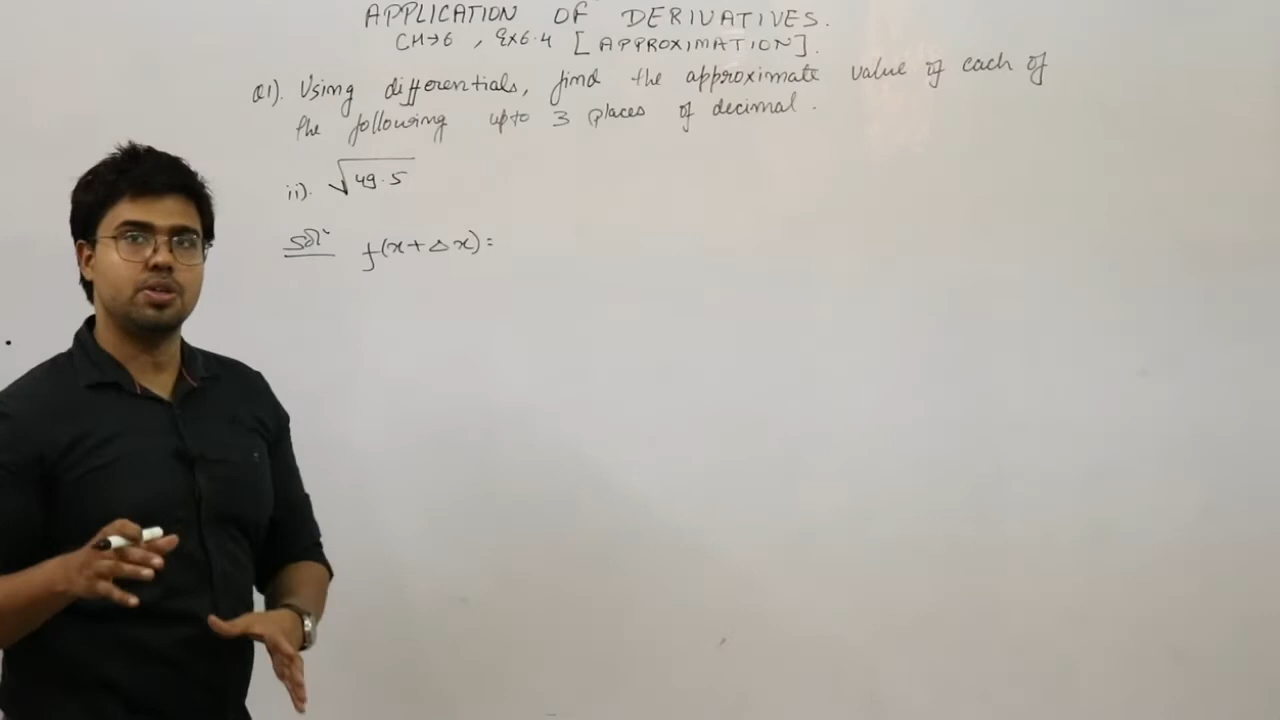 APPLICATION OF DERIVATIVES.
CH→6 , Ex6.4 [APPROXIMATION].
Q1). Using differentials, find the approximate value of each of
the following upto 3 places of decimal.
ii). √49.5
Solⁿ f(x+Δx)=